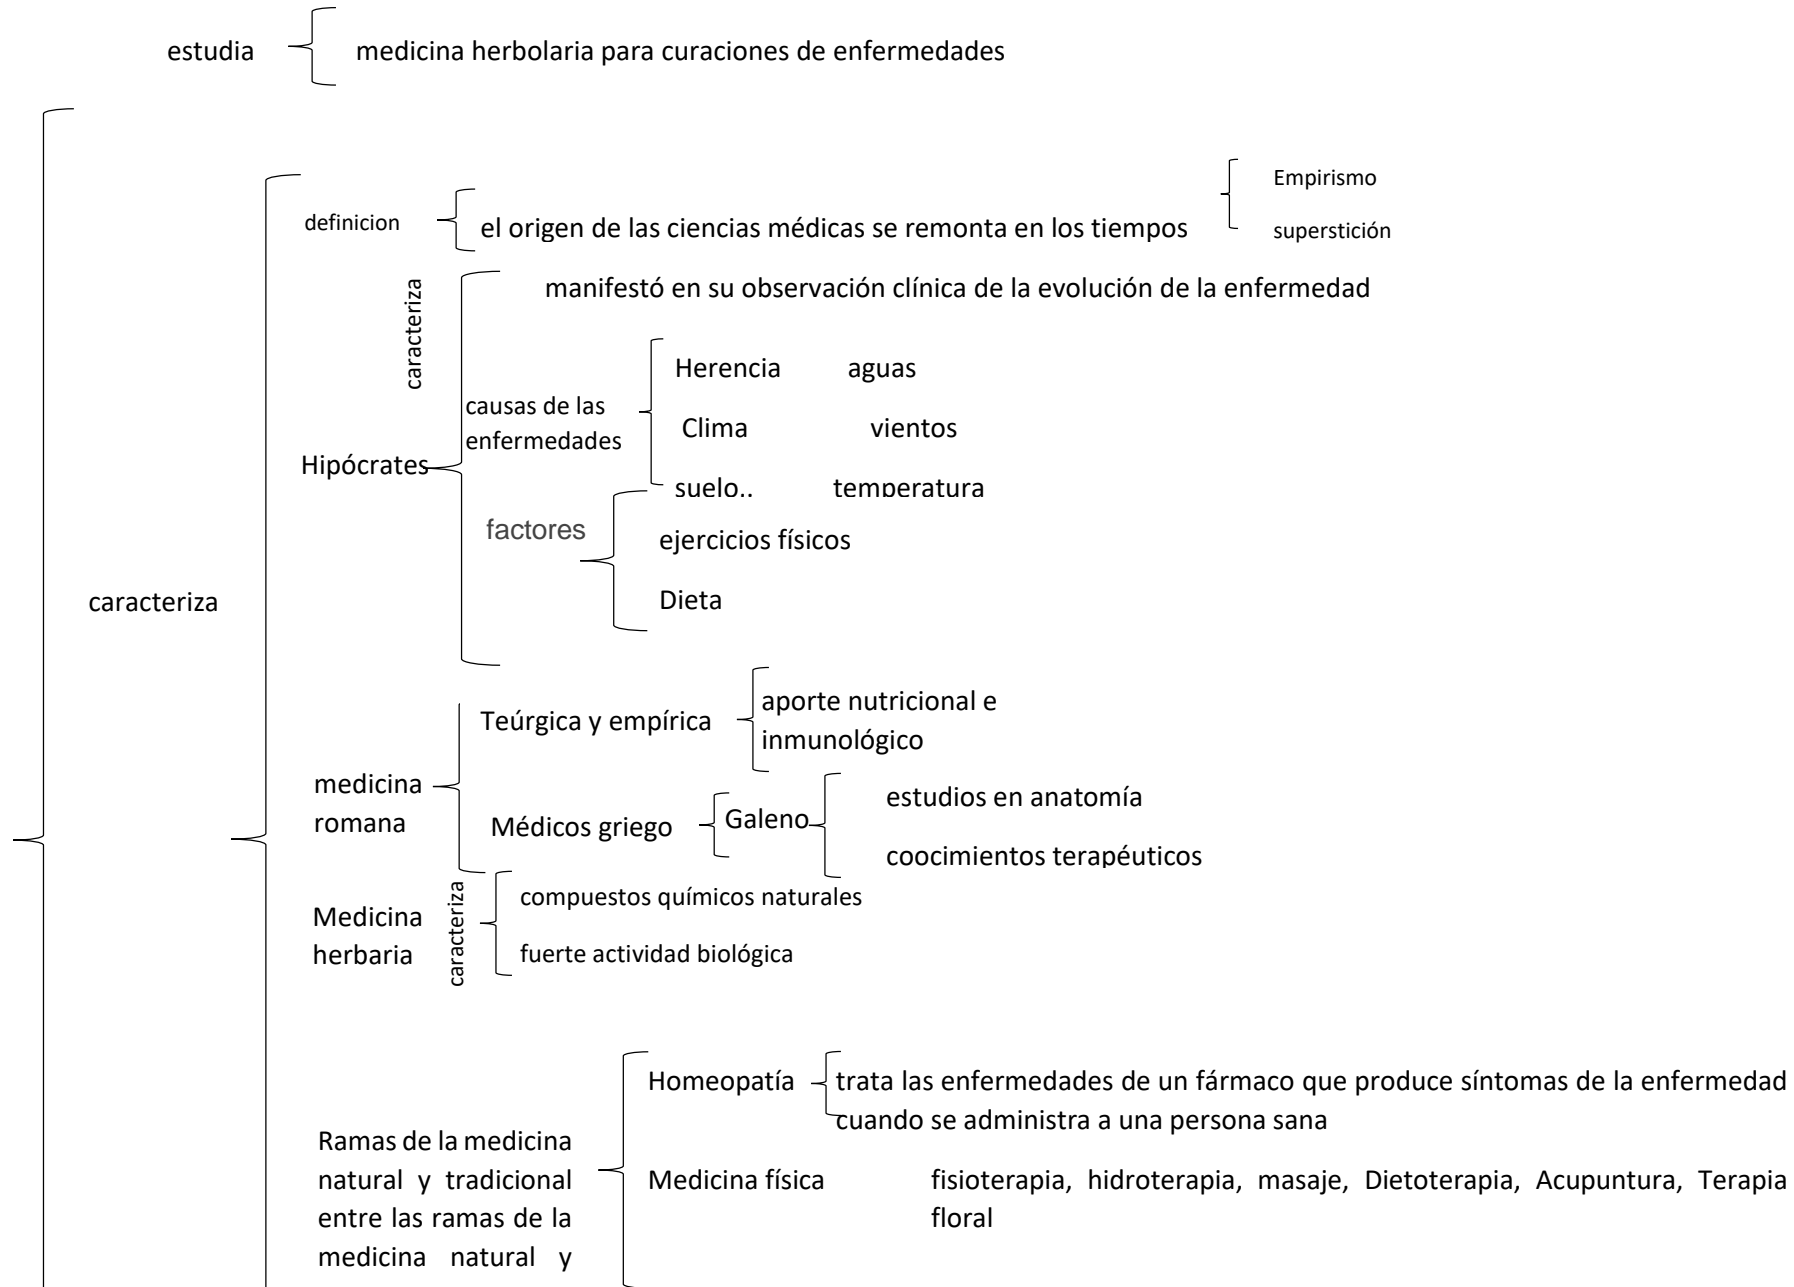 estudia
medicina herbolaria para curaciones de enfermedades
caracteriza
definicion
el origen de las ciencias médicas se remonta en los tiempos
Empirismo
superstición
Hipócrates
caracteriza
manifestó en su observación clínica de la evolución de la enfermedad
causas de las
enfermedades
Herencia aguas
Clima vientos
suelo.. temperatura
factores
ejercicios físicos
Dieta
medicina
romana
Teúrgica y empírica
aporte nutricional e
inmunológico
Médicos griego
Galeno
estudios en anatomía
coocimientos terapéuticos
Medicina
herbaria
caracteriza
compuestos químicos naturales
fuerte actividad biológica
Ramas de la medicina
natural y tradicional
entre las ramas de la
medicina natural y
Homeopatía
trata las enfermedades de un fármaco que produce síntomas de la enfermedad
cuando se administra a una persona sana
Medicina física
fisioterapia, hidroterapia, masaje, Dietoterapia, Acupuntura, Terapia
floral